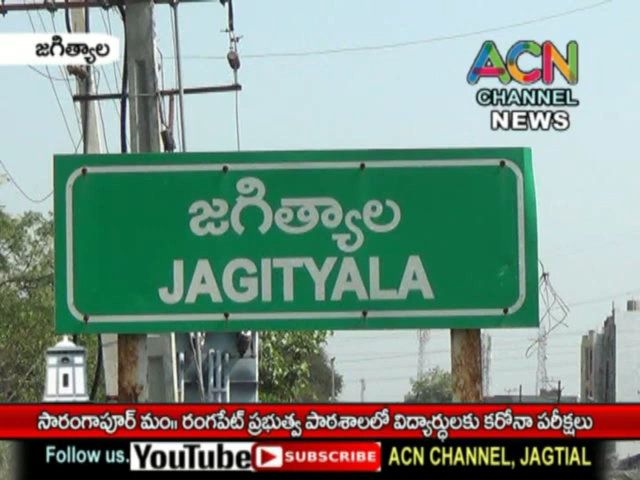 జగిత్యాల
ACN
CHANNEL
NEWS
జగిత్యాల
JAGITYALA
సారంగాపూర్ మం॥ రంగపేట్ ప్రభుత్వ పాఠశాలలో విద్యార్ధులకు కరోనా పరీక్షలు
Follow us. YouTube SUBSCRIBE ACN CHANNEL, JAGTIAL